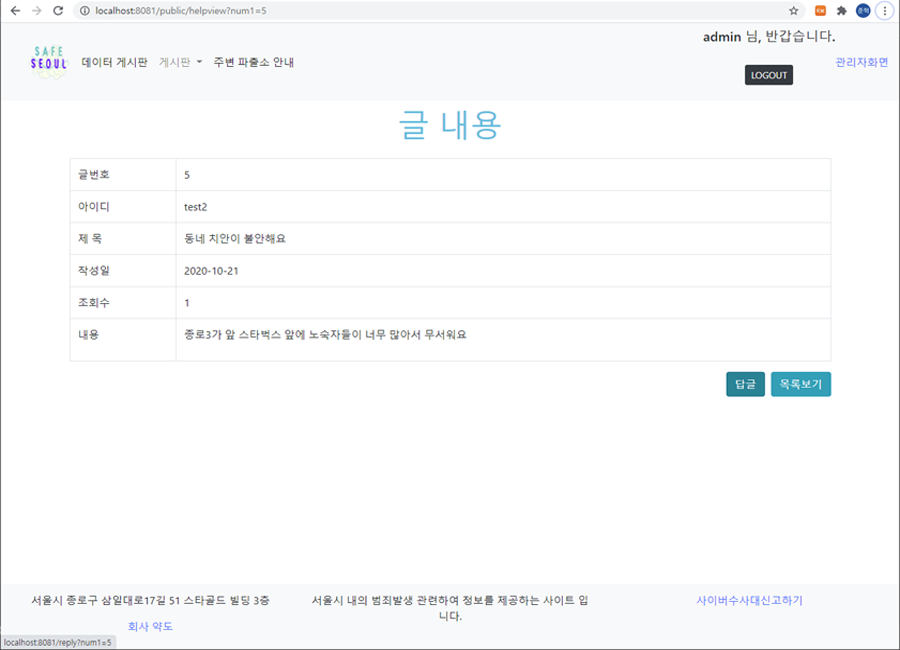 localhost:8081/public/helpview?num1=5
admin 님, 반갑습니다.
SAFE
SEOUL
데이터 게시판 게시판 주변 파출소 안내
LOGOUT
관리자화면
글 내용
글번호 5
아이디 test2
제 목 동네 치안이 불안해요
작성일 2020-10-21
조회수 1
내용 종로3가 앞 스타벅스 앞에 노숙자들이 너무 많아서 무서워요
답글 목록보기
서울시 종로구 삼일대로17길 51 스타골드 빌딩 3층
회사 약도
서울시 내의 범죄발생 관련하여 정보를 제공하는 사이트 입
니다.
사이버수사대신고하기
localhost:8081/reply?num1=5